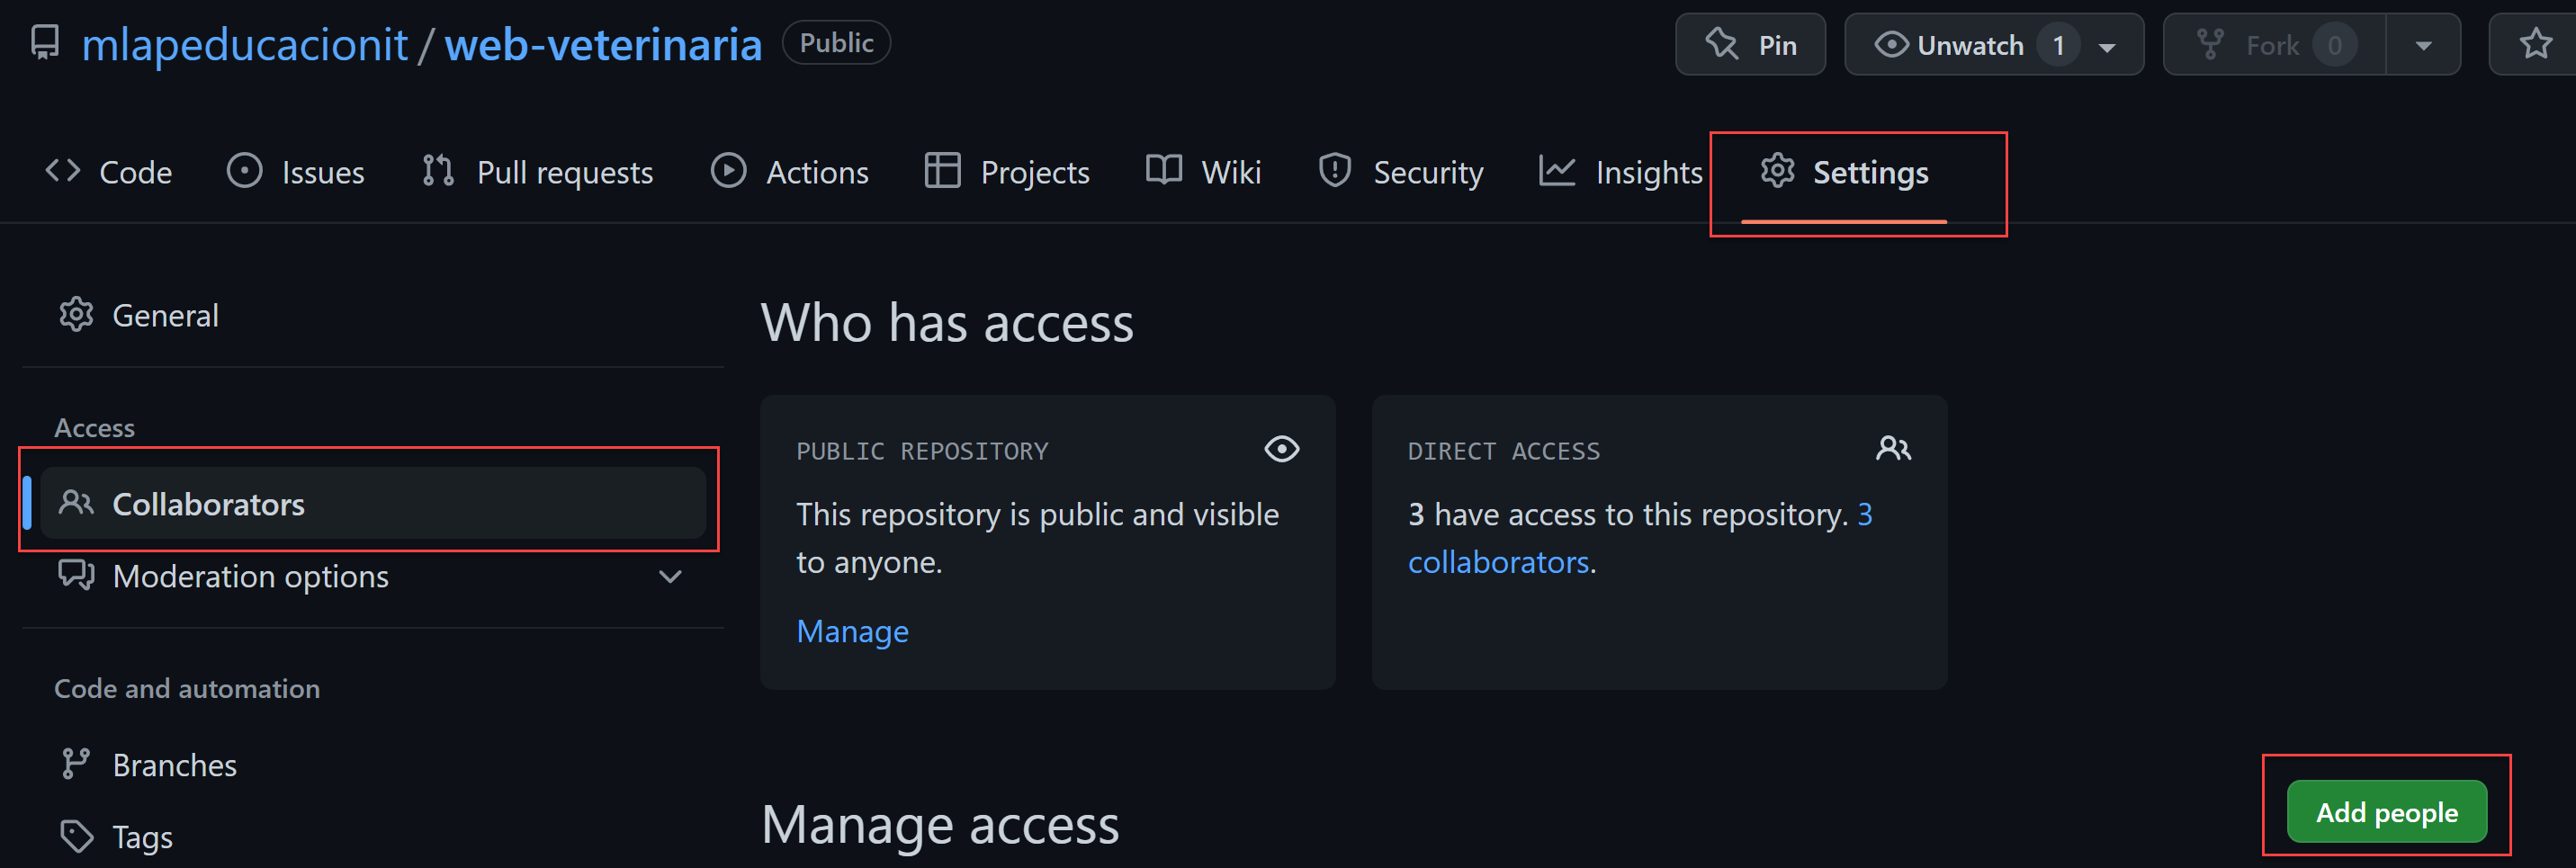 mlapeducacionit / web-veterinaria Public Pin Unwatch 1 Fork 0
Code Issues Pull requests Actions Projects Wiki Security Insights Settings
General
Access
Collaborators
Moderation options
Code and automation
Branches
Tags
Who has access
PUBLIC REPOSITORY
This repository is public and visible
to anyone.
Manage
DIRECT ACCESS
3 have access to this repository. 3
collaborators.
Manage access
Add people